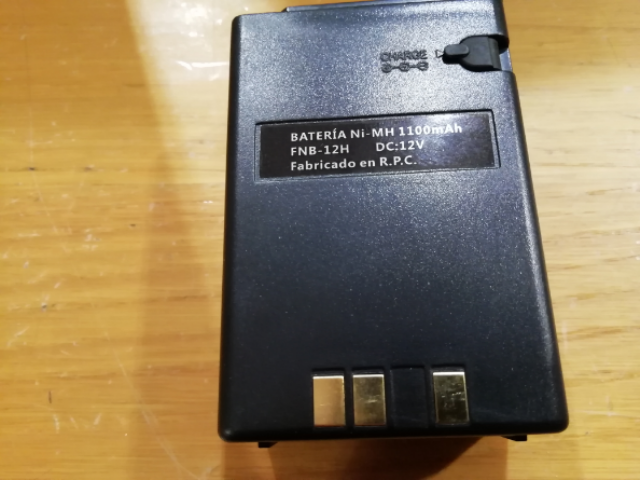 CHARGE
BATERÍA Ni-MH 1100mAh
FNB-12H DC:12V
Fabricado en R.P.C.